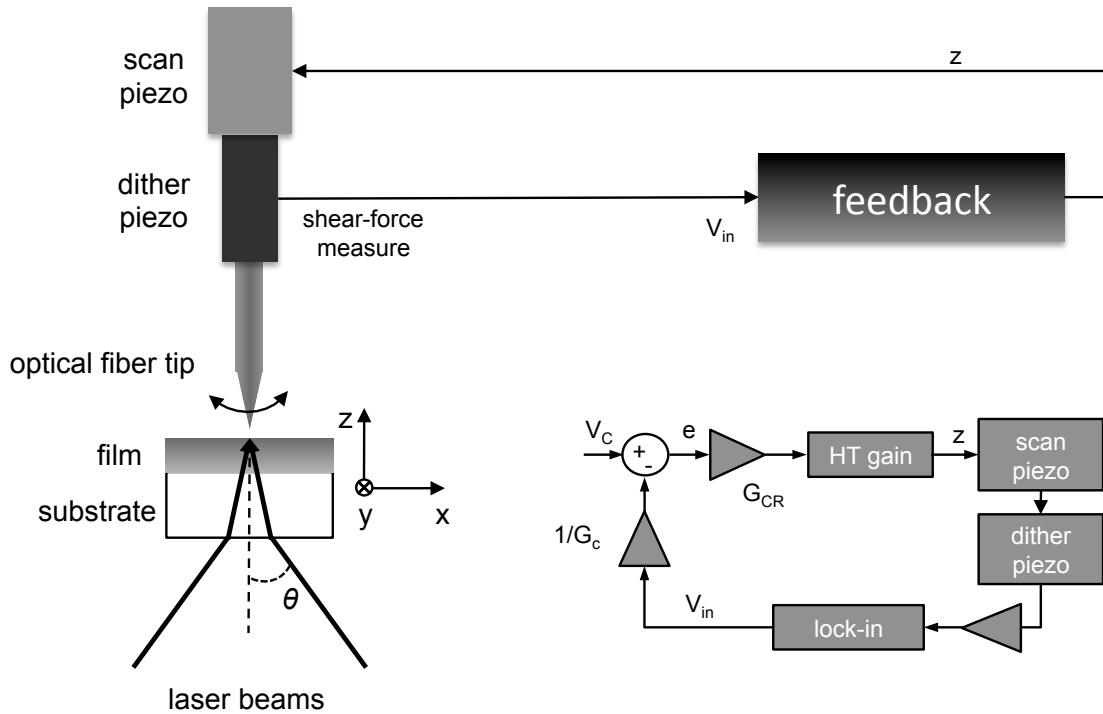 scan
piezo
z
dither
piezo
shear-force
measure
V_in
feedback
optical fiber tip
film
substrate
z
y
x
θ
laser beams
V_C
+
-
e
G_CR
HT gain
z
scan
piezo
dither
piezo
1/G_c
V_in
lock-in